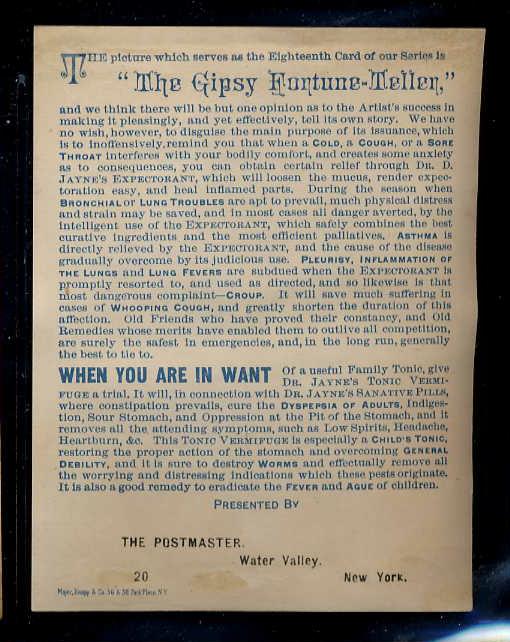 THE picture which serves as the Eighteenth Card of our Series is
"The Gipsy Fortune-Teller,"
and we think there will be but one opinion as to the Artist's success in
making it pleasingly, and yet effectively, tell its own story. We have
no wish, however, to disguise the main purpose of its issuance, which
is to inoffensively, remind you that when a COLD, a COUGH, or a SORE
THROAT interferes with your bodily comfort, and creates some anxiety
as to consequences, you can obtain certain relief through DR. D.
JAYNE'S EXPECTORANT, which will loosen the mucus, render expec-
toration easy, and heal inflamed parts. During the season when
BRONCHIAL or LUNG TROUBLES are apt to prevail, much physical distress
and strain may be saved, and in most cases all danger averted, by the
intelligent use of the EXPECTORANT, which safely combines the best
curative ingredients and the most efficient palliatives. ASTHMA is
directly relieved by the EXPECTORANT, and the cause of the disease
gradually overcome by its judicious use. PLEURISY, INFLAMMATION OF
THE LUNGS and LUNG FEVERS are subdued when the EXPECTORANT is
promptly resorted to, and used as directed, and so likewise is that
most dangerous complaint—CROUP. It will save much suffering in
cases of WHOOPING COUGH, and greatly shorten the duration of this
affection. Old Friends who have proved their constancy, and Old
Remedies whose merits have enabled them to outlive all competition,
are surely the safest in emergencies, and, in the long run, generally
the best to tie to.
WHEN YOU ARE IN WANT Of a useful Family Tonic, give
DR. JAYNE'S TONIC VERMI-
FUGE a trial. It will, in connection with DR. JAYNE'S SANATIVE PILLS,
where constipation prevails, cure the DYSPEPSIA OF ADULTS, Indiges-
tion, Sour Stomach, and Oppression at the Pit of the Stomach, and it
removes all the attending symptoms, such as Low Spirits, Headache,
Heartburn, &c. This TONIC VERMIFUGE is especially a CHILD'S TONIC,
restoring the proper action of the stomach and overcoming GENERAL
DEBILITY, and it is sure to destroy WORMS and effectually remove all
the worrying and distressing indications which these pests originate.
It is also a good remedy to eradicate the FEVER and AGUE of children.
PRESENTED BY
THE POSTMASTER.
Water Valley.
20 New York.
Major, Knapp & Co. 56 & 58 Park Place, N.Y.